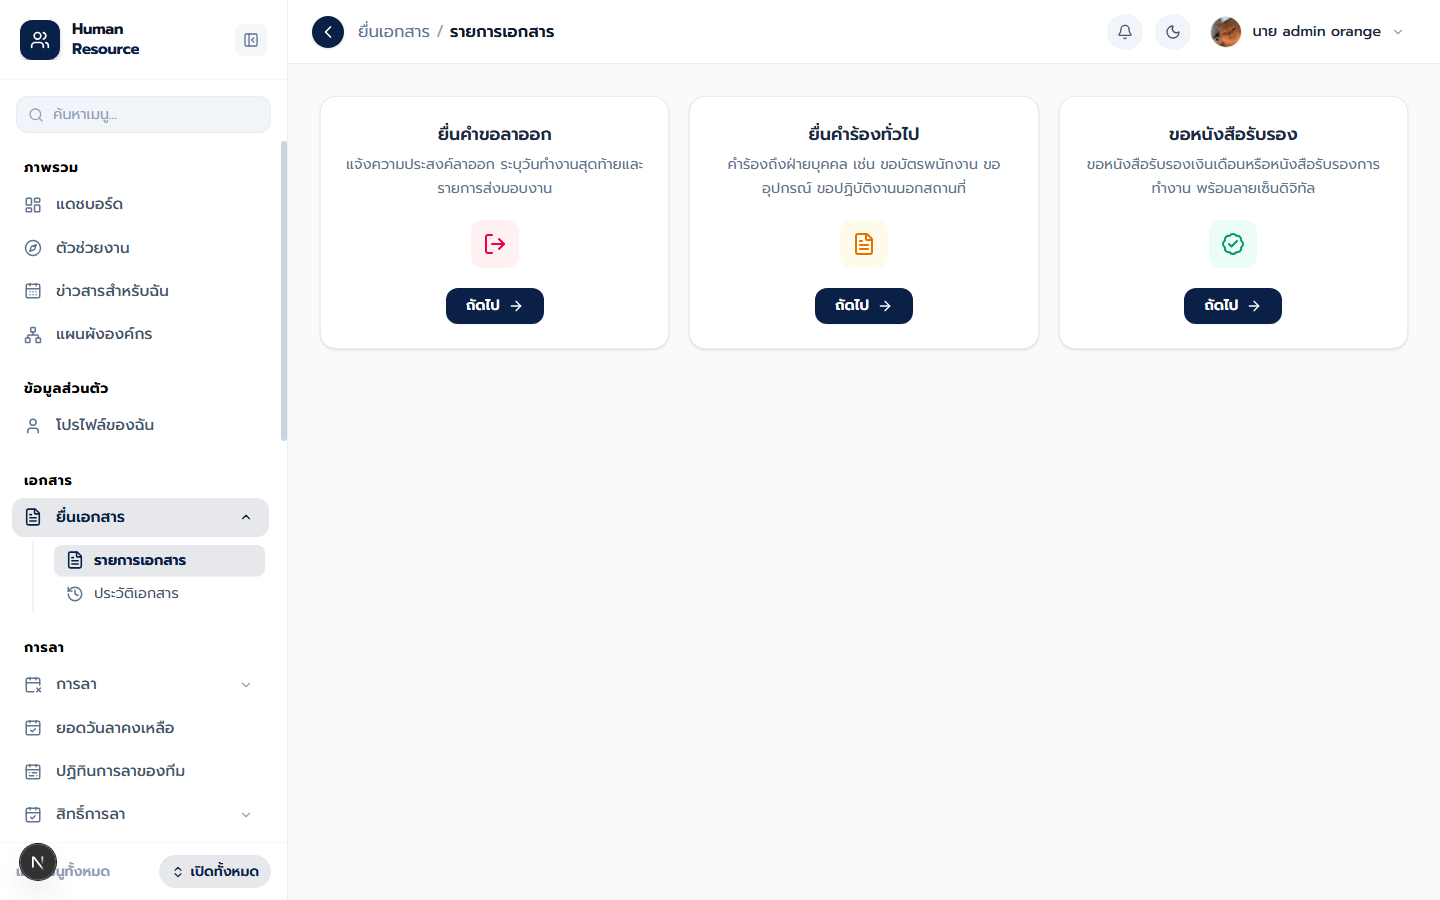 Human
Resource
ค้นหาเมนู...
ภาพรวม
แดชบอร์ด
ตัวช่วยงาน
ข่าวสารสำหรับฉัน
แผนผังองค์กร
ข้อมูลส่วนตัว
โปรไฟล์ของฉัน
เอกสาร
ยื่นเอกสาร
รายการเอกสาร
ประวัติเอกสาร
การลา
การลา
ยอดวันลาคงเหลือ
ปฏิทินการลาของทีม
สิทธิ์การลา
N
เปิดทั้งหมด
ยื่นเอกสาร / รายการเอกสาร
นาย admin orange
ยื่นคำขอลาออก
แจ้งความประสงค์ลาออก ระบุวันทำงานสุดท้ายและ
รายการส่งมอบงาน
ถัดไป
ยื่นคำร้องทั่วไป
คำร้องถึงฝ่ายบุคคล เช่น ขอบัตรพนักงาน ขอ
อุปกรณ์ ขอปฏิบัติงานนอกสถานที่
ถัดไป
ขอหนังสือรับรอง
ขอหนังสือรับรองเงินเดือนหรือหนังสือรับรองการ
ทำงาน พร้อมลายเซ็นดิจิทัล
ถัดไป